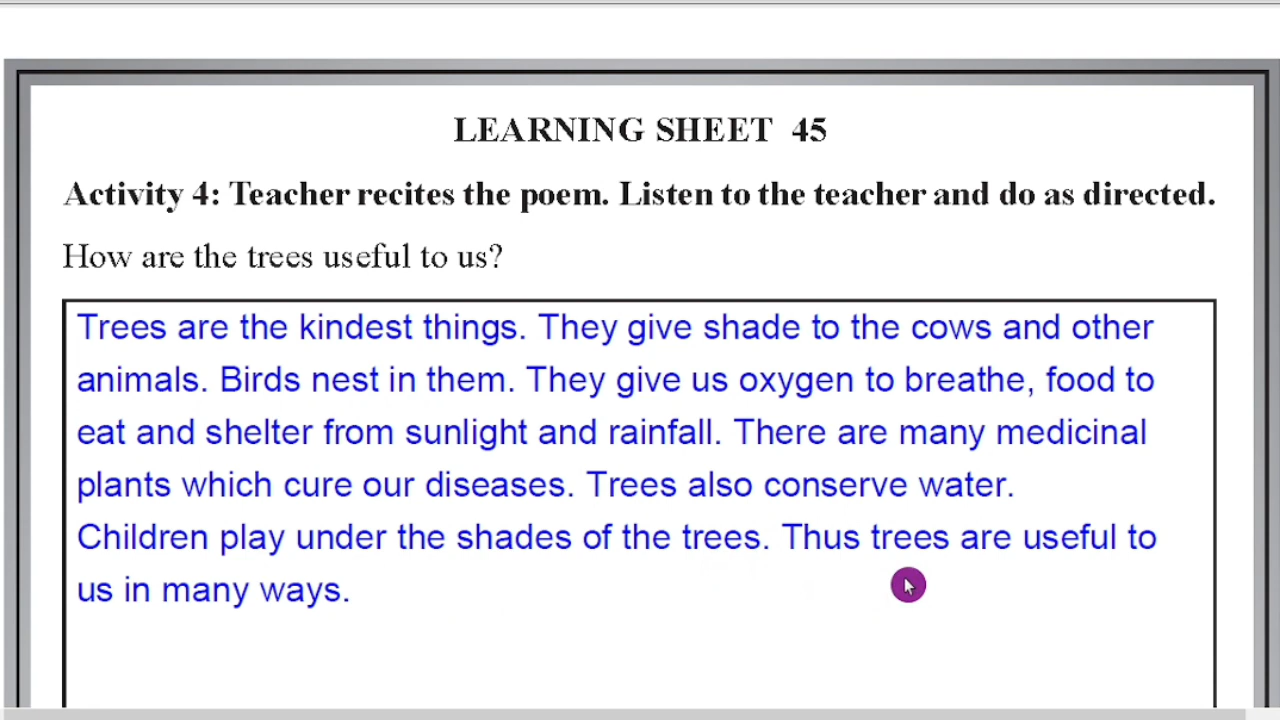 LEARNING SHEET 45
Activity 4: Teacher recites the poem. Listen to the teacher and do as directed.
How are the trees useful to us?
Trees are the kindest things. They give shade to the cows and other
animals. Birds nest in them. They give us oxygen to breathe, food to
eat and shelter from sunlight and rainfall. There are many medicinal
plants which cure our diseases. Trees also conserve water.
Children play under the shades of the trees. Thus trees are useful to
us in many ways.